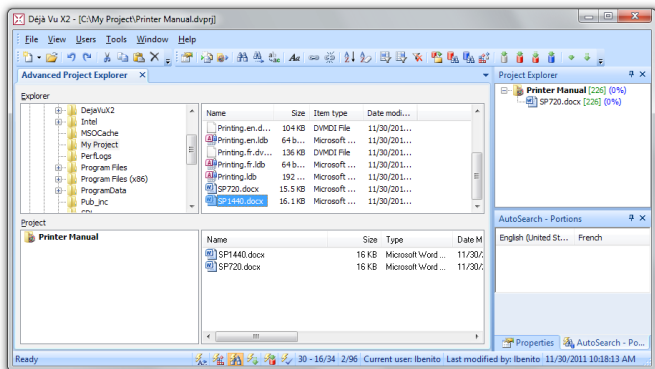 Déjà Vu X2 - [C:\My Project\Printer Manual.dvprj]
File View Users Tools Window Help
Advanced Project Explorer
Explorer
DejaVuX2
Intel
MSOCache
My Project
PerfLogs
Program Files
Program Files (x86)
ProgramData
Pub_inc
Name Size Item type Date modi...
Printing.en.d... 104 KB DVMDI File 11/30/201...
Printing.en.ldb 64 b... Microsoft ... 11/30/201...
Printing.fr.dv... 136 KB DVMDI File 11/30/201...
Printing.fr.ldb 64 b... Microsoft ... 11/30/201...
Printing.ldb 192 ... Microsoft ... 11/30/201...
SP720.docx 15.5 KB Microsoft ... 11/30/201...
SP1440.docx 16.1 KB Microsoft ... 11/30/201...
Project
Printer Manual
Name Size Type Date M
SP1440.docx 16 KB Microsoft Word ... 11/30/
SP720.docx 16 KB Microsoft Word ... 11/30/
Project Explorer
Printer Manual [226] (0%)
SP720.docx [226] (0%)
AutoSearch - Portions
English (United St... French
Properties AutoSearch - Po...
Ready 30 - 16/34 2/96 Current user: lbenito Last modified by: lbenito 11/30/2011 10:18:13 AM